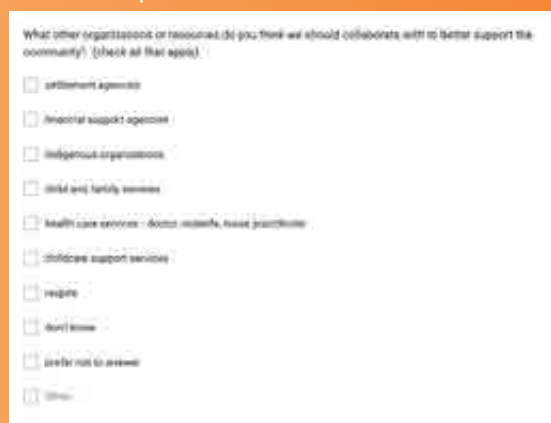 What other organizations or resources do you think we should collaborate with to better support the
community? (check all that apply)
settlement agencies
financial support agencies
indigenous organizations
child and family services
health care services - doctor, midwife, nurse practitioner
childcare support services
respite
don't know
prefer not to answer
Other